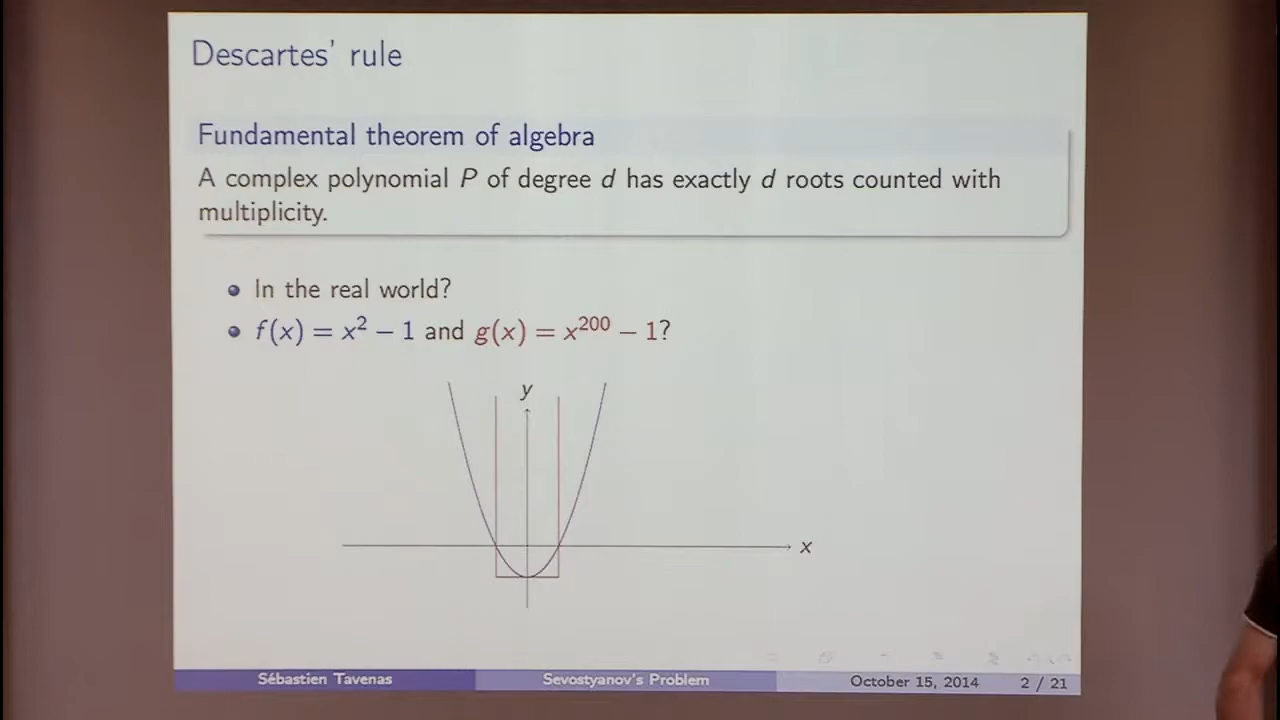 Descartes' rule
Fundamental theorem of algebra
A complex polynomial P of degree d has exactly d roots counted with
multiplicity.
In the real world?
f(x) = x² − 1 and g(x) = x²⁰⁰ − 1?
y
x
Sébastien Tavenas Sevostyanov's Problem October 15, 2014 2 / 21